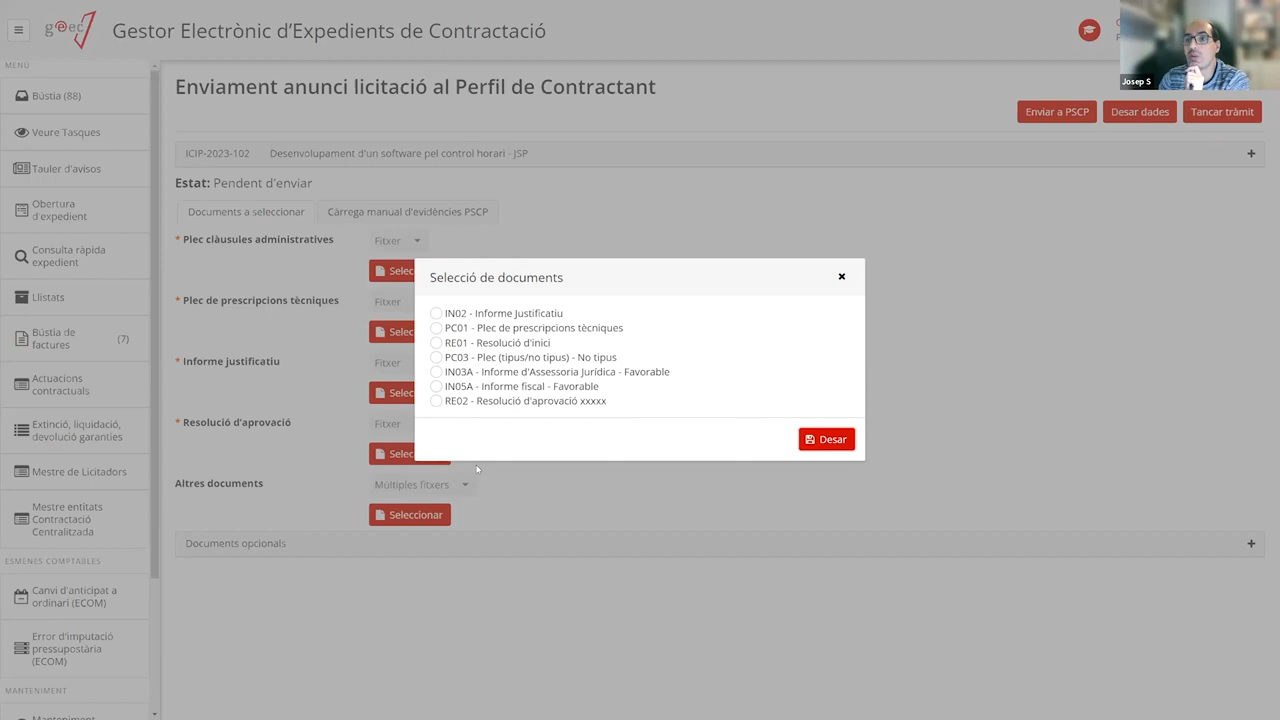 g@ec
Gestor Electrònic d'Expedients de Contractació
Josep S
MENÚ
Bústia (88)
Veure Tasques
Tauler d'avisos
Obertura
d'expedient
Consulta ràpida
expedient
Llistats
Bústia de
factures
(7)
Actuacions
contractuals
Extinció, liquidació,
devolució garanties
Mestre de Licitadors
Mestre entitats
Contractació
Centralitzada
ESMENES COMPTABLES
Canvi d'anticipat a
ordinari (ECOM)
Error d'imputació
pressupostària
(ECOM)
MANTENIMENT
Manteniment
Enviament anunci licitació al Perfil de Contractant
Enviar a PSCP
Desar dades
Tancar tràmit
ICIP-2023-102 Desenvolupament d'un software pel control horari - JSP
Estat: Pendent d'enviar
Documents a seleccionar
Càrrega manual d'evidències PSCP
* Plec clàusules administratives
Fitxer
Selec
* Plec de prescripcions tècniques
Fitxer
Selec
* Informe justificatiu
Fitxer
Selec
* Resolució d'aprovació
Fitxer
Selec
Altres documents
Múltiples fitxers
Seleccionar
Documents opcionals
Selecció de documents
IN02 - Informe Justificatiu
PC01 - Plec de prescripcions tècniques
RE01 - Resolució d'inici
PC03 - Plec (tipus/no tipus) - No tipus
IN03A - Informe d'Assessoria Jurídica - Favorable
IN05A - Informe fiscal - Favorable
RE02 - Resolució d'aprovació xxxxx
Desar